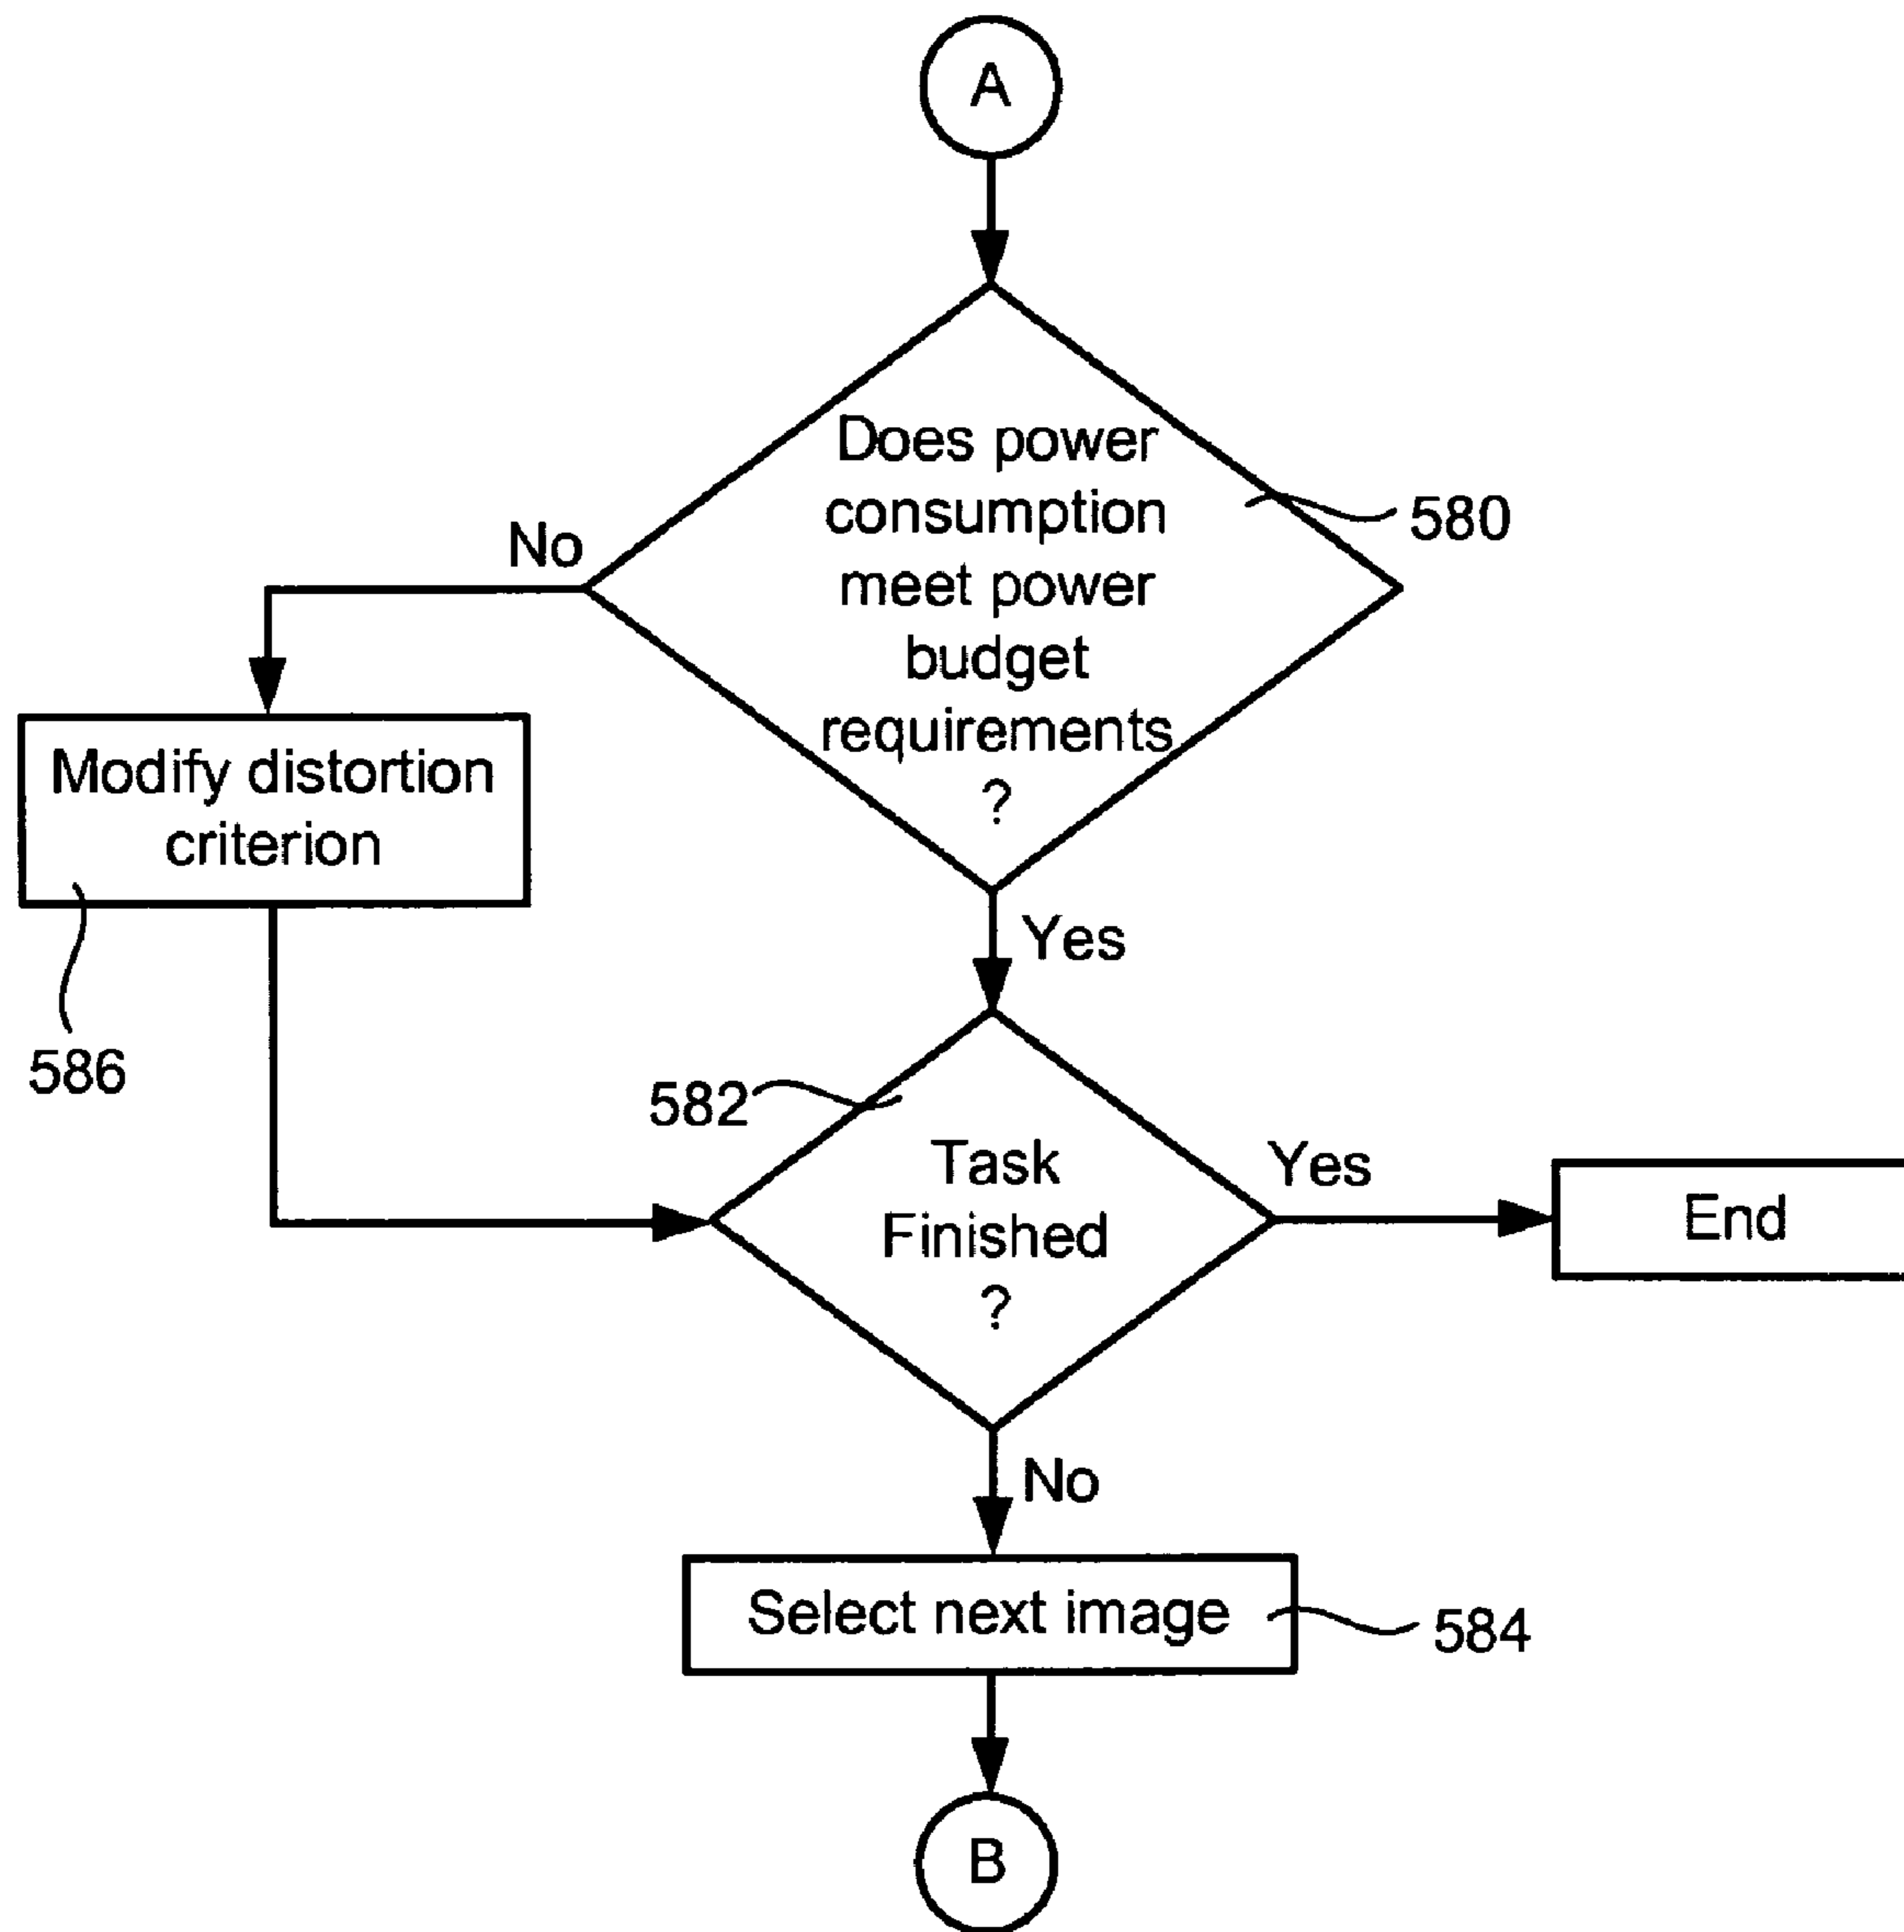 A
Does power
consumption
meet power
budget
requirements
?
580
No
Modify distortion
criterion
586
Yes
582
Task
Finished
?
Yes
End
No
Select next image
584
B